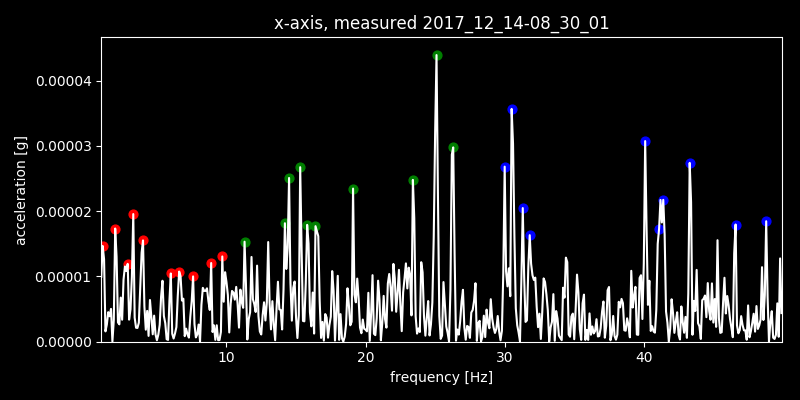 x-axis, measured 2017_12_14-08_30_01
0.00004
0.00003
0.00002
0.00001
0.00000
acceleration [g]
10 20 30 40
frequency [Hz]